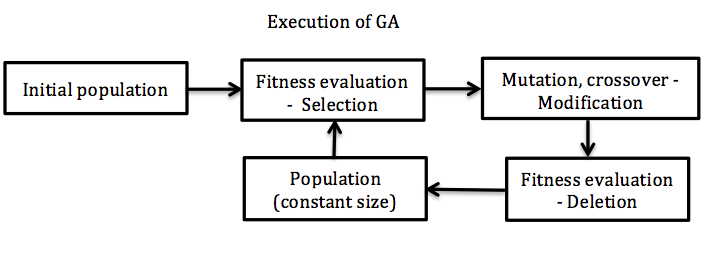 Execution of GA
Initial population
Fitness evaluation
- Selection
Mutation, crossover -
Modification
Population
(constant size)
Fitness evaluation
- Deletion